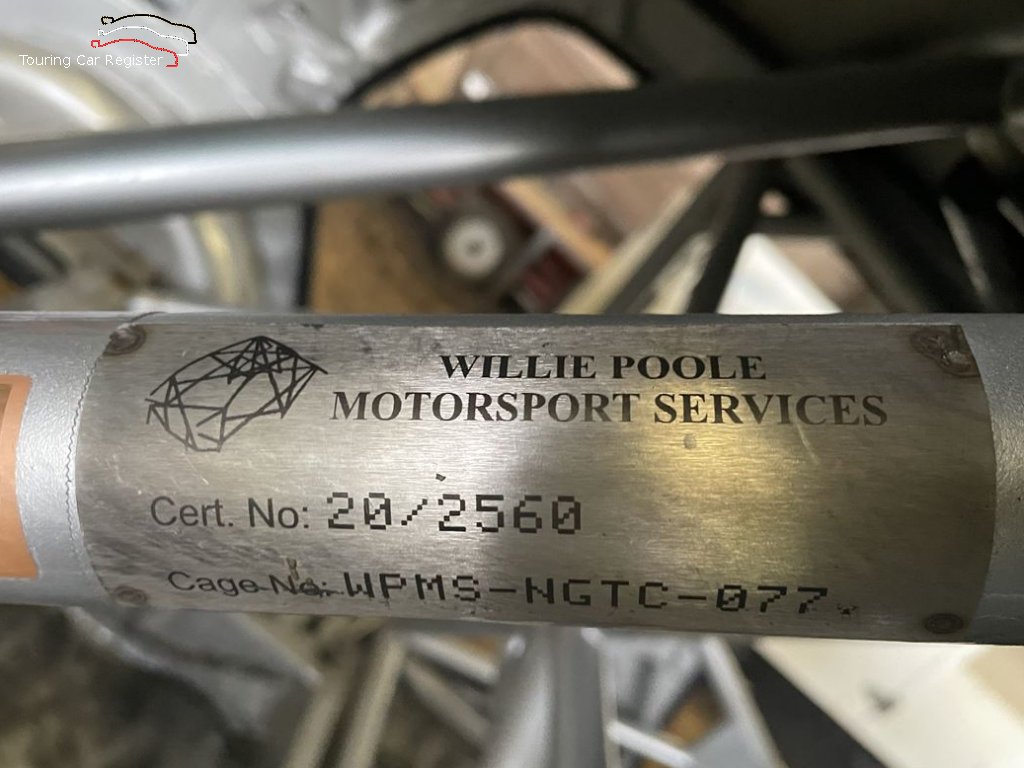 Touring Car Register
WILLIE POOLE
MOTORSPORT SERVICES
Cert. No: 20/2560
Cage No: WPMS-NGTC-077